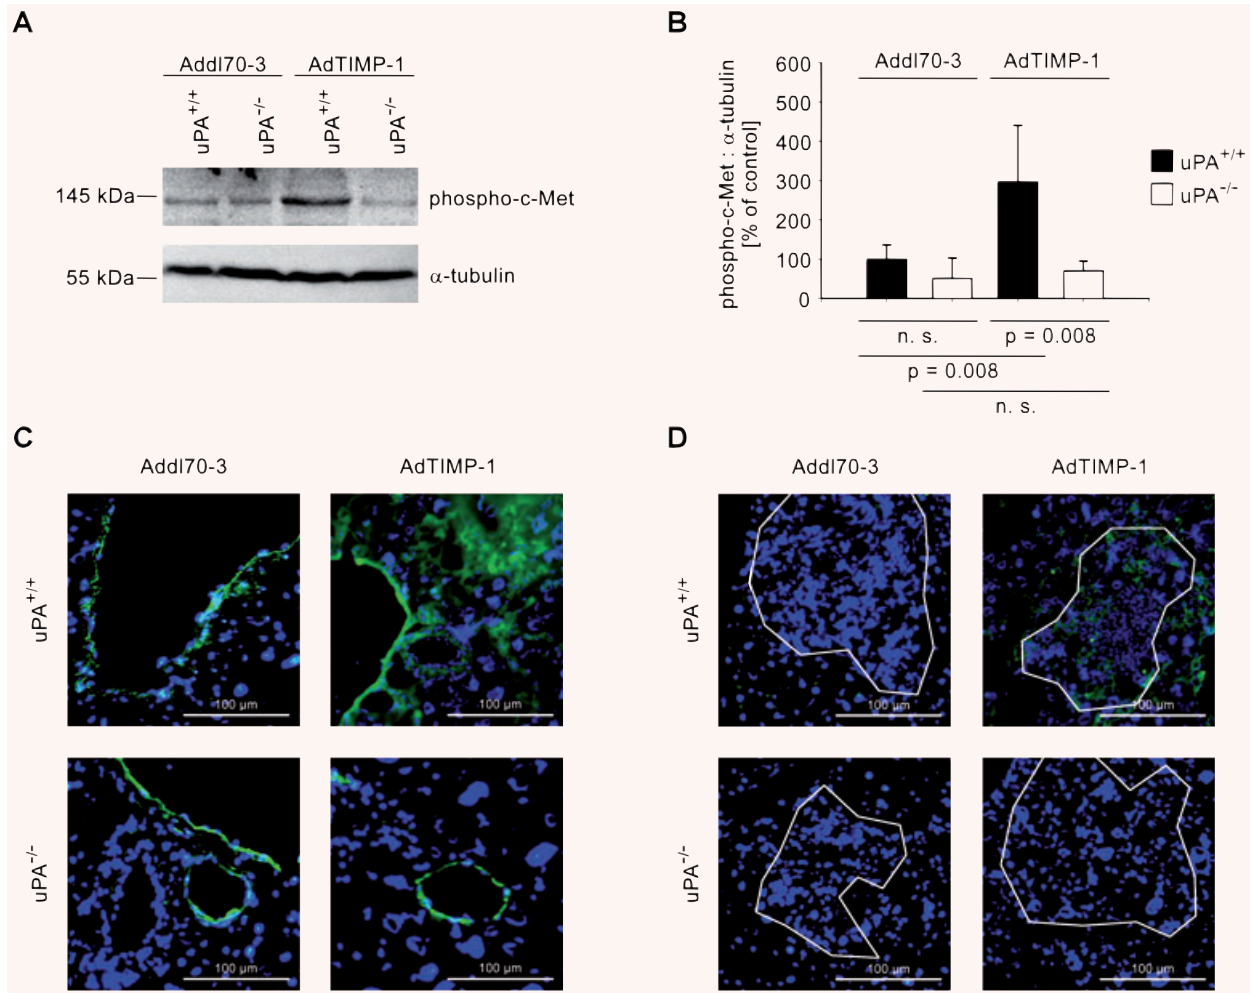 A
Addl70-3 AdTIMP-1
uPA+/+ uPA-/- uPA+/+ uPA-/-
145 kDa phospho-c-Met
55 kDa α-tubulin
B
phospho-c-Met : α-tubulin
[% of control]
600
500
400
300
200
100
0
Addl70-3 AdTIMP-1
uPA+/+
uPA-/-
n. s. p = 0.008
p = 0.008
n. s.
C
Addl70-3 AdTIMP-1
uPA+/+
100 µm 100 µm
uPA-/-
100 µm 100 µm
D
Addl70-3 AdTIMP-1
uPA+/+
100 µm 100 µm
uPA-/-
100 µm 100 µm